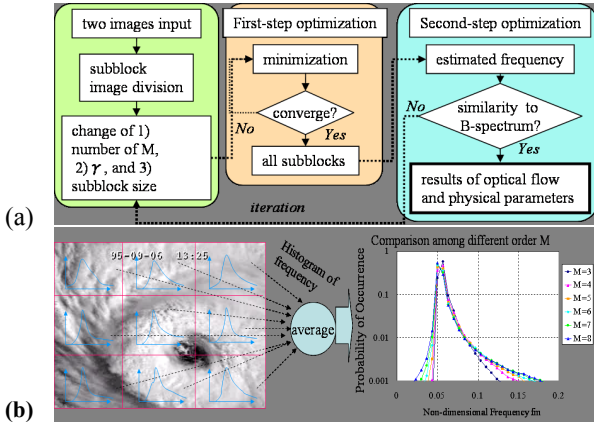 two images input
subblock
image division
change of 1)
number of M,
2) γ, and 3)
subblock size
First-step optimization
minimization
converge?
No
Yes
all subblocks
Second-step optimization
estimated frequency
No
similarity to
B-spectrum?
Yes
results of optical flow
and physical parameters
iteration
(a)
95-09-06 13:25
Histogram of
frequency
average
Comparison among different order M
Probability of Occurrence
1
0.1
0.01
0.001
0
0.05
0.1
0.15
0.2
Non-dimensional Frequency fm
M=3
M=4
M=5
M=6
M=7
M=8
(b)